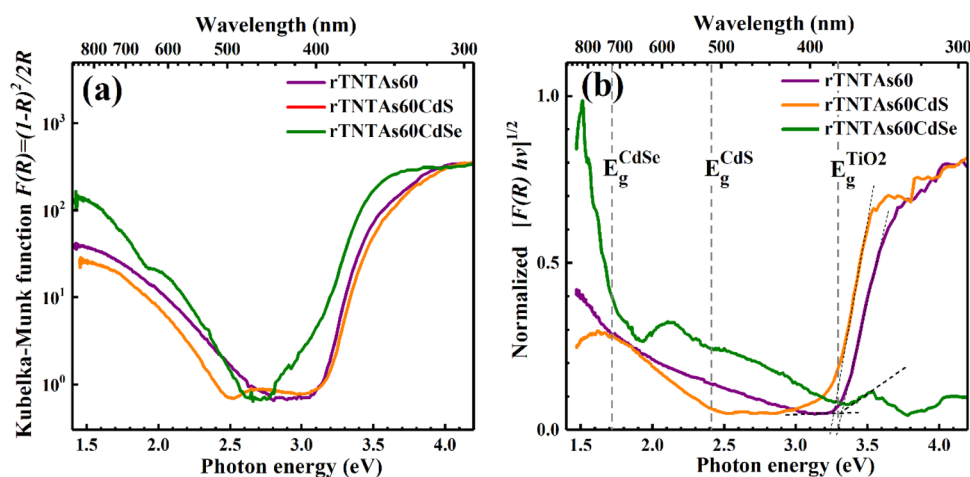 Wavelength (nm)
800 700 600 500 400 300
(a)
rTNTAs60
rTNTAs60CdS
rTNTAs60CdSe
Kubelka-Munk function F(R)=(1-R)^2/2R
10^3
10^2
10^1
10^0
1.5 2.0 2.5 3.0 3.5 4.0
Photon energy (eV)
Wavelength (nm)
800 700 600 500 400 300
(b)
rTNTAs60
rTNTAs60CdS
rTNTAs60CdSe
E_g^CdSe
E_g^CdS
E_g^TiO2
Normalized [F(R) hν]^1/2
1.0
0.5
0.0
1.5 2.0 2.5 3.0 3.5 4.0
Photon energy (eV)